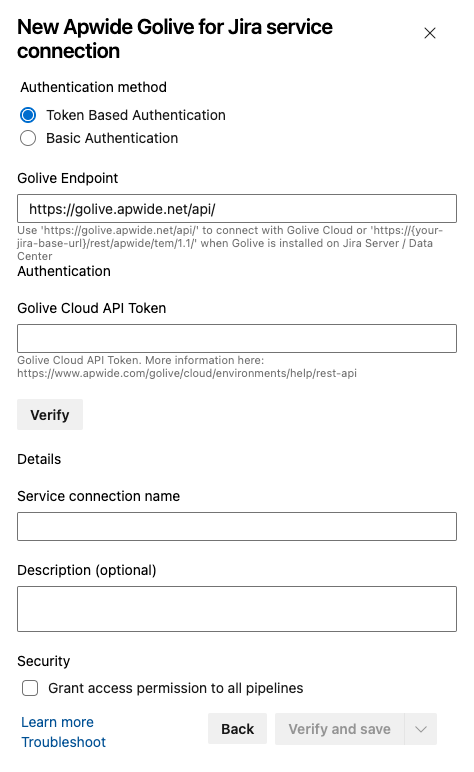 New Apwide Golive for Jira service
connection
Authentication method
Token Based Authentication
Basic Authentication
Golive Endpoint
https://golive.apwide.net/api/
Use 'https://golive.apwide.net/api/' to connect with Golive Cloud or 'https://{your-
jira-base-url}/rest/apwide/tem/1.1/' when Golive is installed on Jira Server / Data
Center
Authentication
Golive Cloud API Token
Golive Cloud API Token. More information here:
https://www.apwide.com/golive/cloud/environments/help/rest-api
Verify
Details
Service connection name
Description (optional)
Security
Grant access permission to all pipelines
Learn more
Troubleshoot
Back
Verify and save